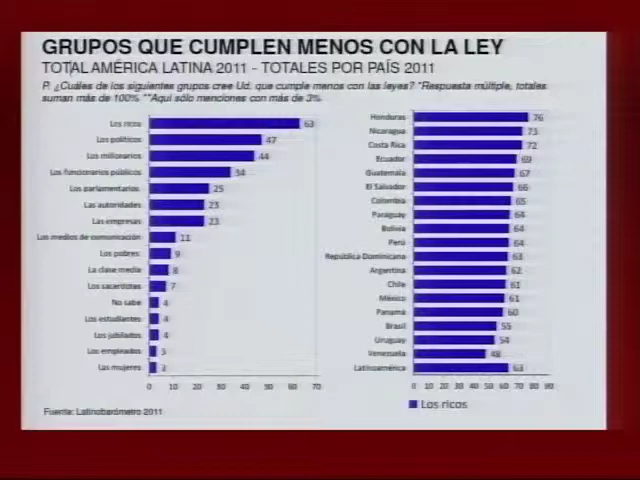 GRUPOS QUE CUMPLEN MENOS CON LA LEY
TOTAL AMÉRICA LATINA 2011 - TOTALES POR PAÍS 2011
P. ¿Cuáles de los siguientes grupos cree Ud. que cumple menos con las leyes? *Respuesta múltiple, totales
suman más de 100% **Aquí sólo menciones con más de 3%
Los ricos 63
Los políticos 47
Los millonarios 44
Los funcionarios públicos 34
Los parlamentarios 25
Las autoridades 23
Las empresas 23
Los medios de comunicación 11
Los pobres 9
La clase media 8
Los sacerdotes 7
No sabe 4
Los estudiantes 4
Los jubilados 4
Los empleados 3
Las mujeres 3
0 10 20 30 40 50 60 70
Honduras 76
Nicaragua 73
Costa Rica 72
Ecuador 69
Guatemala 67
El Salvador 66
Colombia 65
Paraguay 64
Bolivia 64
Perú 64
República Dominicana 63
Argentina 62
Chile 61
México 61
Panamá 60
Brasil 55
Uruguay 54
Venezuela 48
Latinoamérica 63
0 10 20 30 40 50 60 70 80 90
Los ricos
Fuente: Latinobarómetro 2011